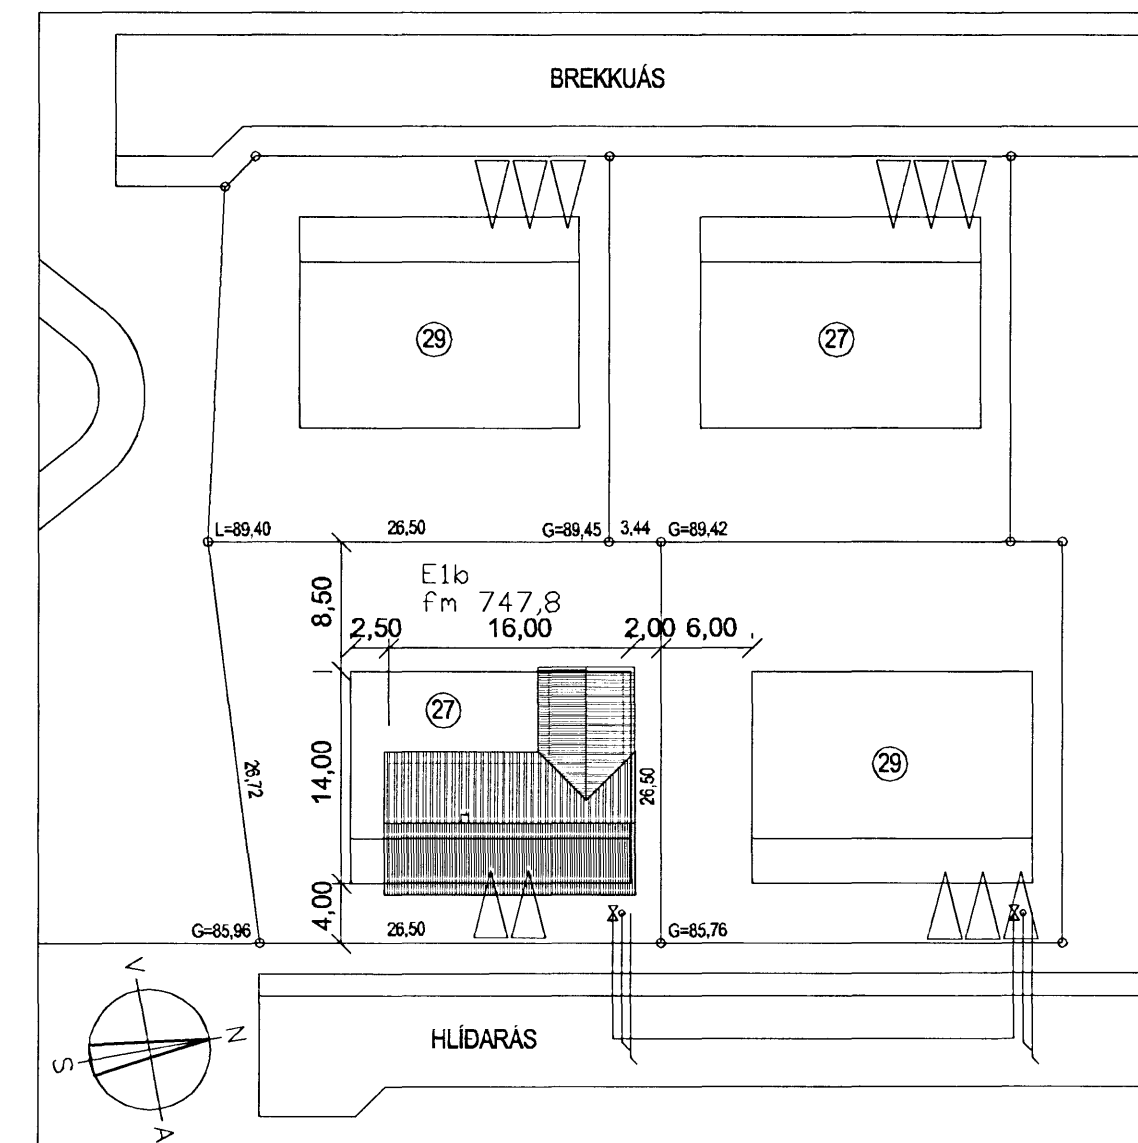 BREKKUÁS
29
27
L=89,40
26,50
G=89,45
3,44
G=89,42
E1b
fm 747,8
8,50
2,50
16,00
2,00
6,00
27
29
14,00
26,72
26,50
4,00
G=85,96
26,50
G=85,76
HLÍÐARÁS
V
N
S
A